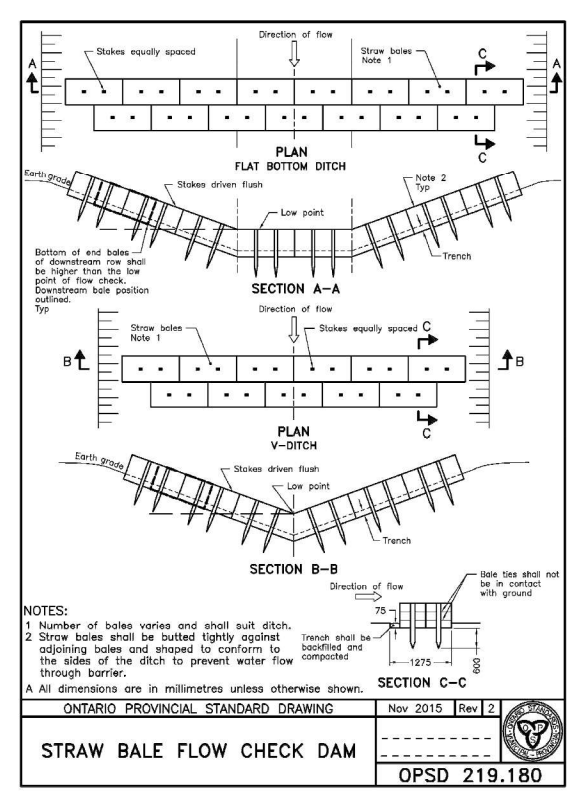 Direction of flow
Stakes equally spaced
Straw bales
Note 1
C
A
A
C
PLAN
FLAT BOTTOM DITCH
Earth grade
Stakes driven flush
Note 2
Typ
Low point
Trench
Bottom of end bales
of downstream row shall
be higher than the low
point of flow check.
Downstream bale position
outlined.
Typ
SECTION A-A
Direction of flow
Straw bales
Note 1
Stakes equally spaced
C
B
B
C
PLAN
V-DITCH
Earth grade
Stakes driven flush
Low point
Trench
SECTION B-B
Bale ties shall not
be in contact
with ground
Direction of flow
75
Trench shall be
backfilled and
compacted
1275
600
SECTION C-C
NOTES:
1 Number of bales varies and shall suit ditch.
2 Straw bales shall be butted tightly against
adjoining bales and shaped to conform to
the sides of the ditch to prevent water flow
through barrier.
A All dimensions are in millimetres unless otherwise shown.
ONTARIO PROVINCIAL STANDARD DRAWING
Nov 2015
Rev 2
STRAW BALE FLOW CHECK DAM
OPSD 219.180
ONTARIO STANDARDS
MUNICIPAL - PROVINCIAL